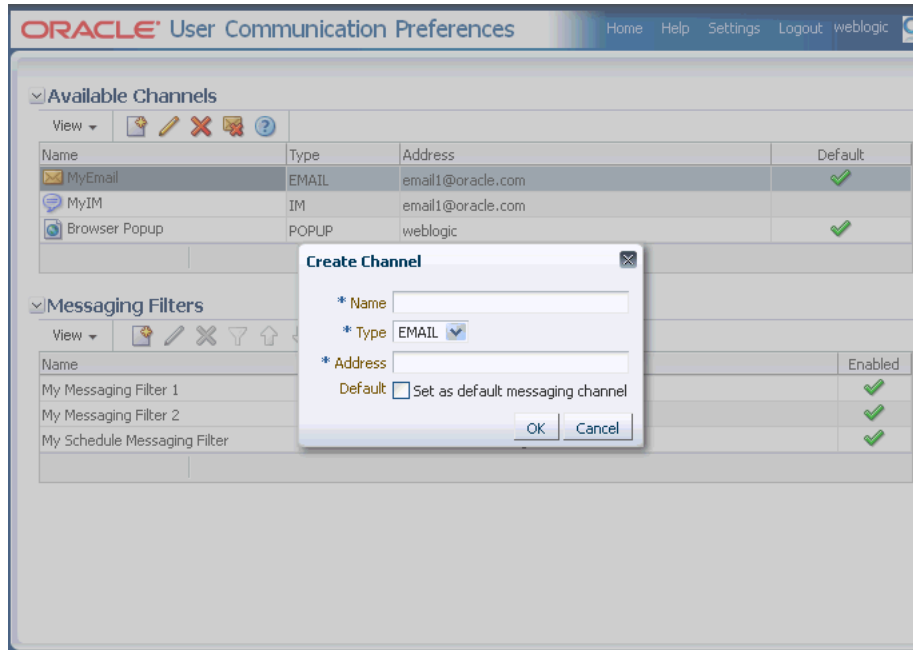 ORACLE User Communication Preferences Home Help Settings Logout weblogic
Available Channels
View
Name Type Address Default
MyEmail EMAIL email1@oracle.com
MyIM IM email1@oracle.com
Browser Popup POPUP weblogic
Create Channel
* Name
* Type EMAIL
* Address
Default Set as default messaging channel
OK Cancel
Messaging Filters
View
Name Enabled
My Messaging Filter 1
My Messaging Filter 2
My Schedule Messaging Filter